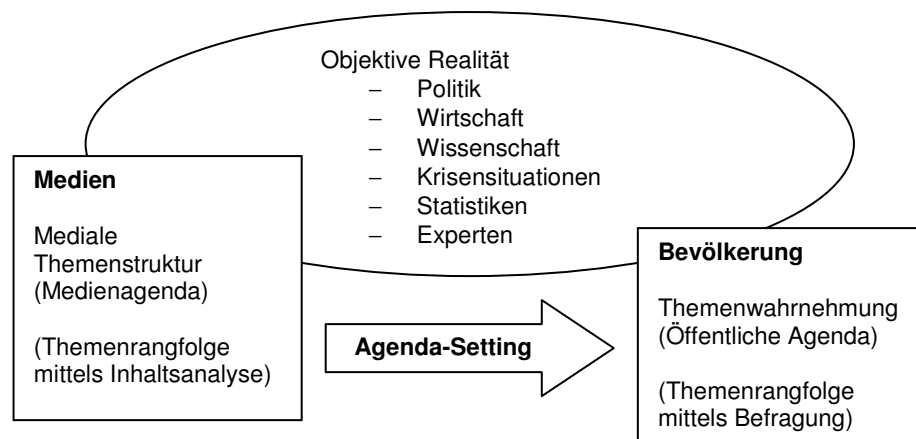 Objektive Realität
– Politik
– Wirtschaft
– Wissenschaft
– Krisensituationen
– Statistiken
– Experten
Medien
Mediale
Themenstruktur
(Medienagenda)
(Themenrangfolge
mittels Inhaltsanalyse)
Agenda-Setting
Bevölkerung
Themenwahrnehmung
(Öffentliche Agenda)
(Themenrangfolge
mittels Befragung)